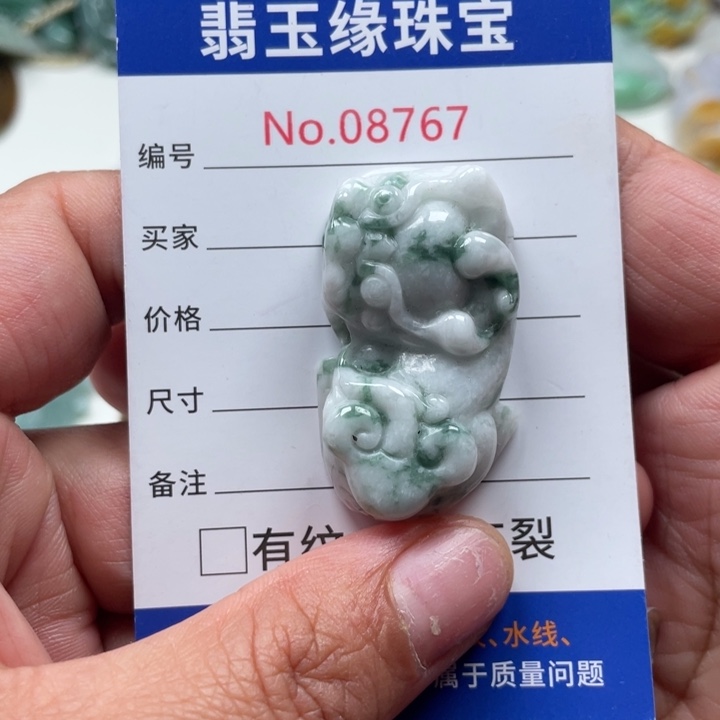 翡玉缘珠宝
No.08767
编号
买家
价格
尺寸
备注
有纹 裂
、水线、
属于质量问题